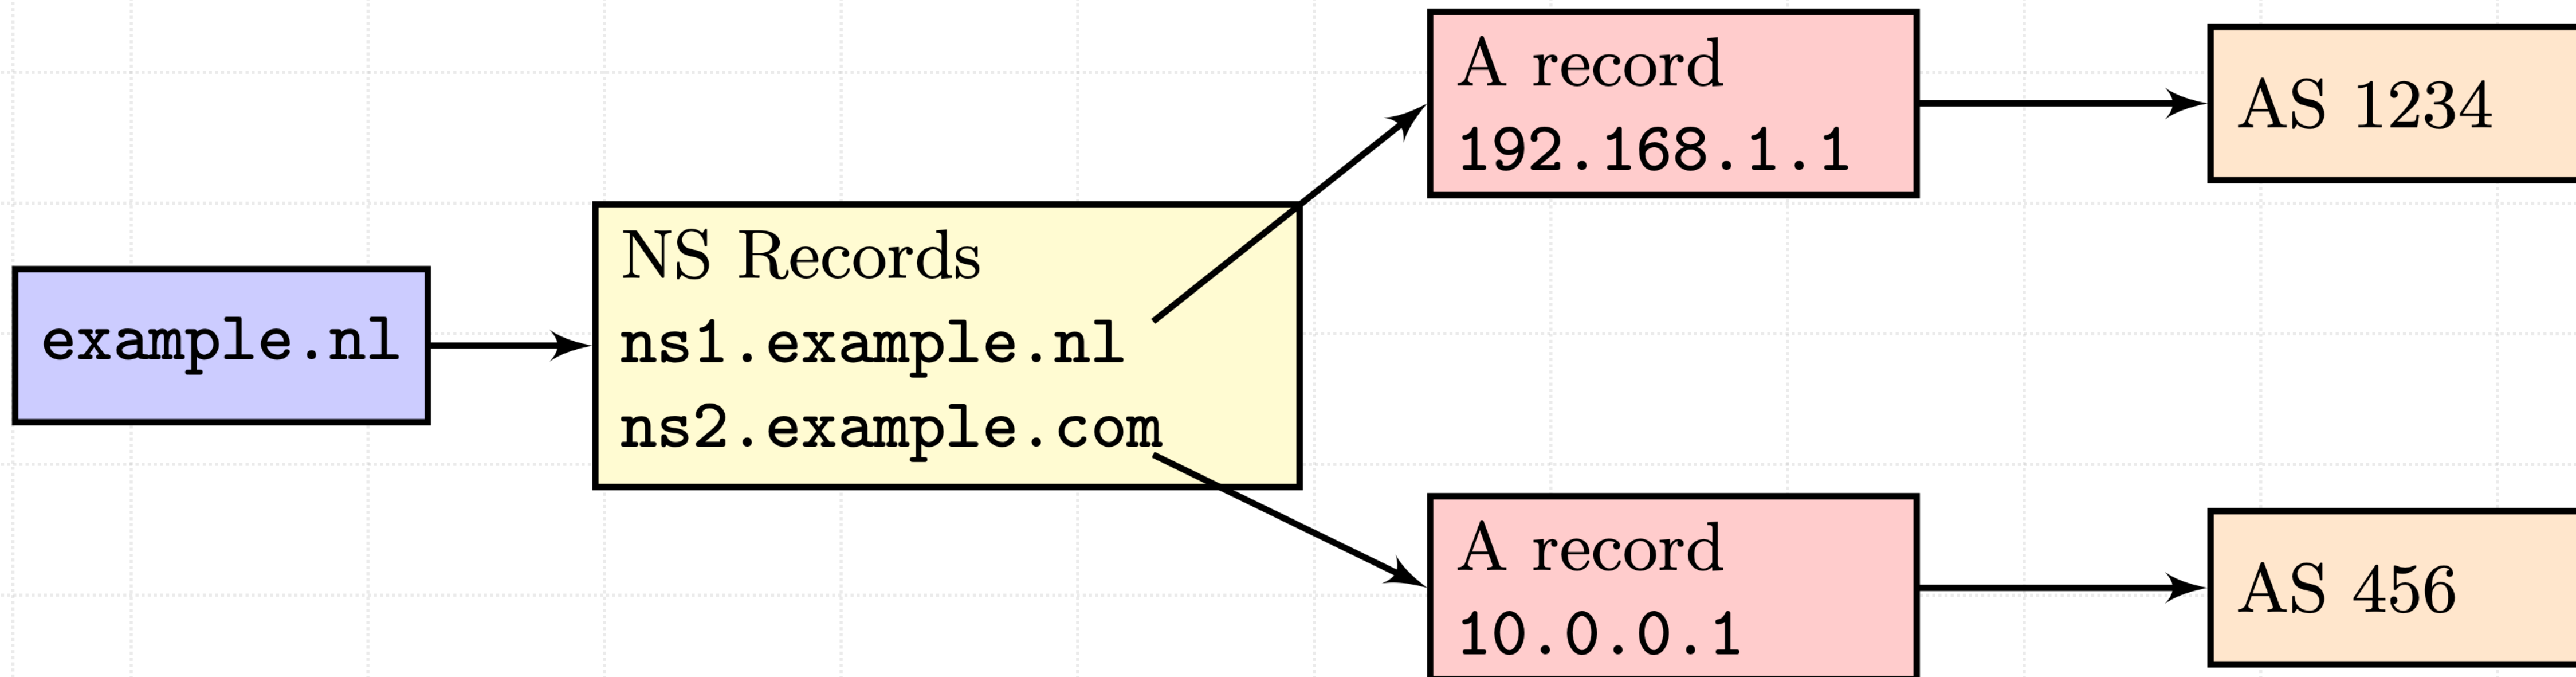 example.nl
NS Records
ns1.example.nl
ns2.example.com
A record
192.168.1.1
AS 1234
A record
10.0.0.1
AS 456